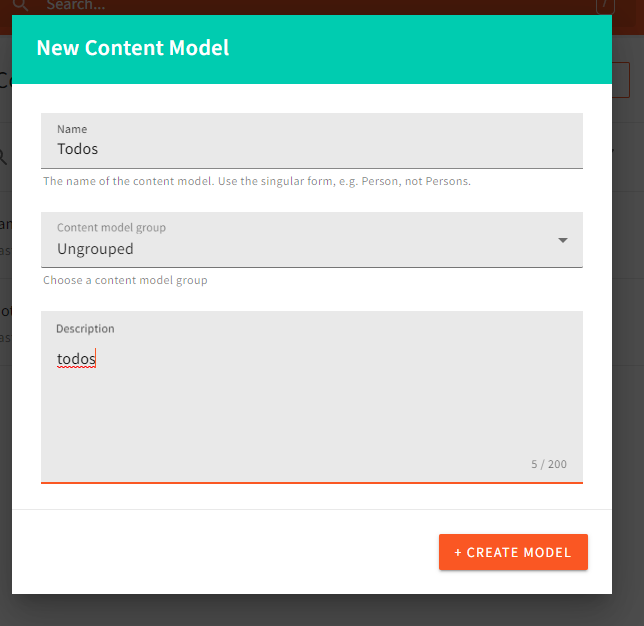 Search...
/
New Content Model
Name
Todos
The name of the content model. Use the singular form, e.g. Person, not Persons.
Content model group
Ungrouped
Choose a content model group
Description
todos
5 / 200
+ CREATE MODEL